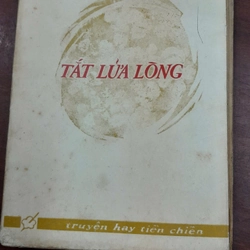 TẮT LỬA LÒNG
truyện hay tiền chiến